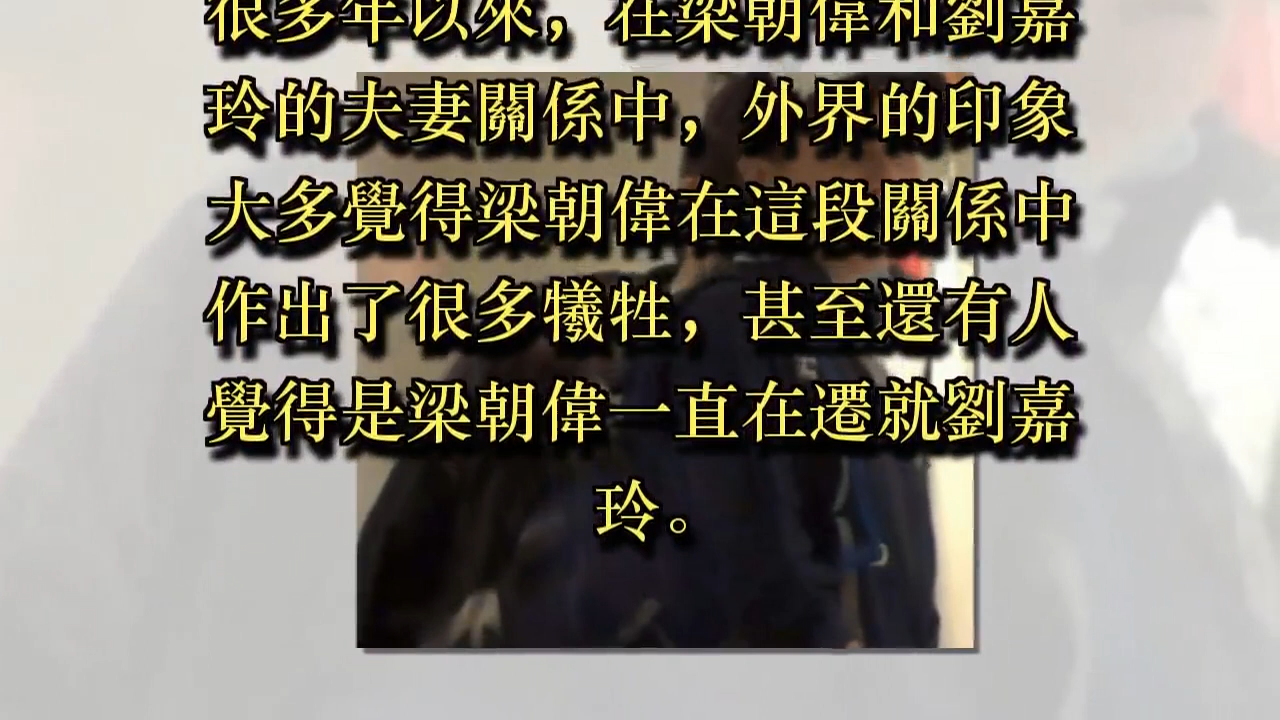 很多年以來，在梁朝偉和劉嘉
玲的夫妻關係中，外界的印象
大多覺得梁朝偉在這段關係中
作出了很多犧牲，甚至還有人
覺得是梁朝偉一直在遷就劉嘉
玲。